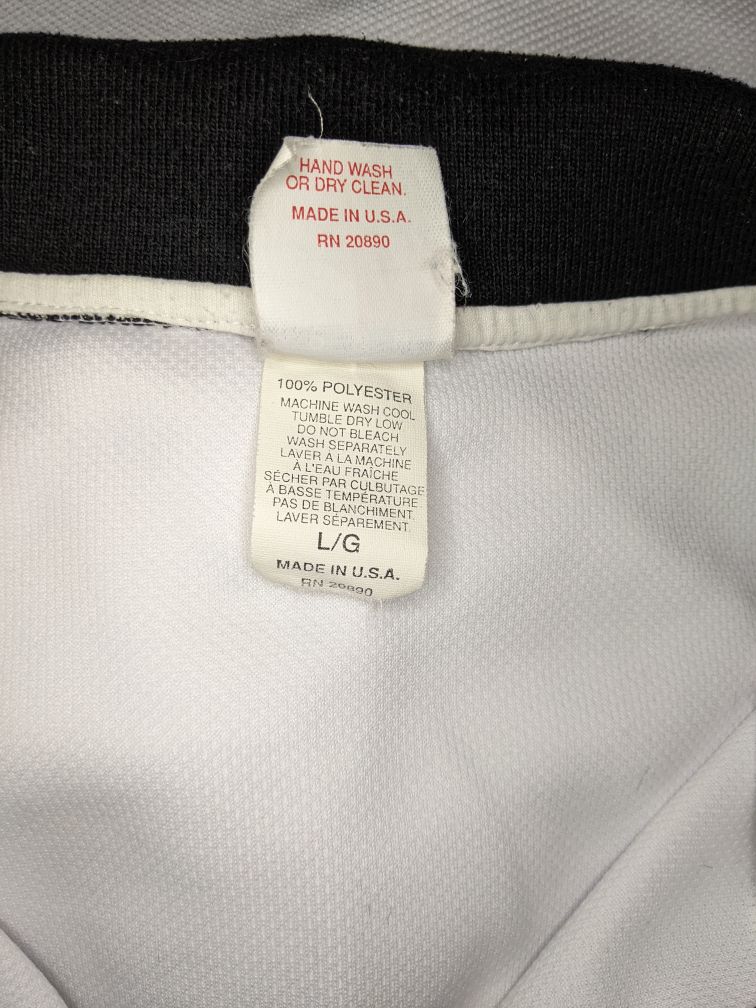 HAND WASH
OR DRY CLEAN.
MADE IN U.S.A.
RN 20890
100% POLYESTER
MACHINE WASH COOL
TUMBLE DRY LOW
DO NOT BLEACH
WASH SEPARATELY
LAVER A LA MACHINE
À L'EAU FRAÎCHE
SÉCHER PAR CULBUTAGE
À BASSE TEMPÉRATURE
PAS DE BLANCHIMENT.
LAVER SÉPAREMENT.
L/G
MADE IN U.S.A.
RN 20890